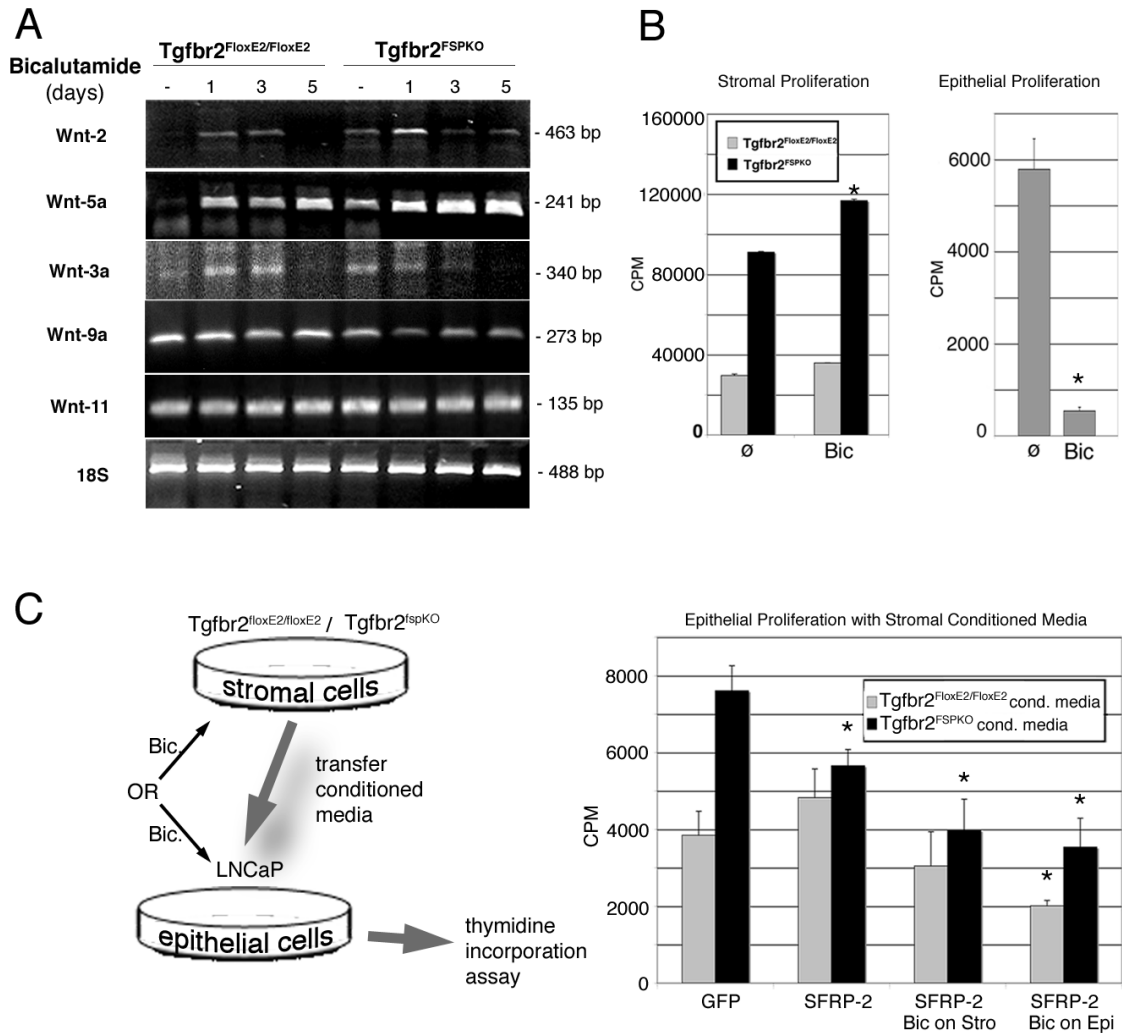 A
Tgfbr2FloxE2/FloxE2 Tgfbr2FSPKO
Bicalutamide
(days)
- 1 3 5 - 1 3 5
Wnt-2 - 463 bp
Wnt-5a - 241 bp
Wnt-3a - 340 bp
Wnt-9a - 273 bp
Wnt-11 - 135 bp
18S - 488 bp
B
Stromal Proliferation
160000
120000
80000
40000
0
CPM
Tgfbr2FloxE2/FloxE2
Tgfbr2FSPKO
*
ø Bic
Epithelial Proliferation
6000
4000
2000
0
CPM
*
ø Bic
C
Tgfbr2floxE2/floxE2 / Tgfbr2fspKO
stromal cells
Bic.
OR
Bic.
transfer
conditioned
media
LNCaP
epithelial cells
thymidine
incorporation
assay
Epithelial Proliferation with Stromal Conditioned Media
8000
6000
4000
2000
0
CPM
Tgfbr2FloxE2/FloxE2 cond. media
Tgfbr2FSPKO cond. media
* * * *
GFP SFRP-2 SFRP-2 SFRP-2
Bic on Stro Bic on Epi